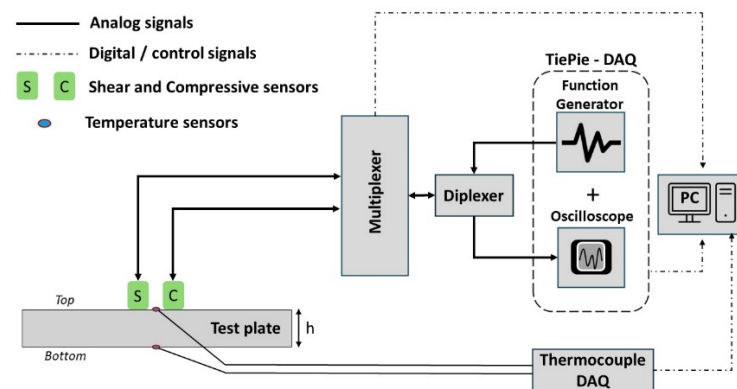 Analog signals
Digital / control signals
S C Shear and Compressive sensors
Temperature sensors
TiePie - DAQ
Function
Generator
Multiplexer
Diplexer
+
Oscilloscope
PC
S C
Top
Test plate
h
Bottom
Thermocouple
DAQ